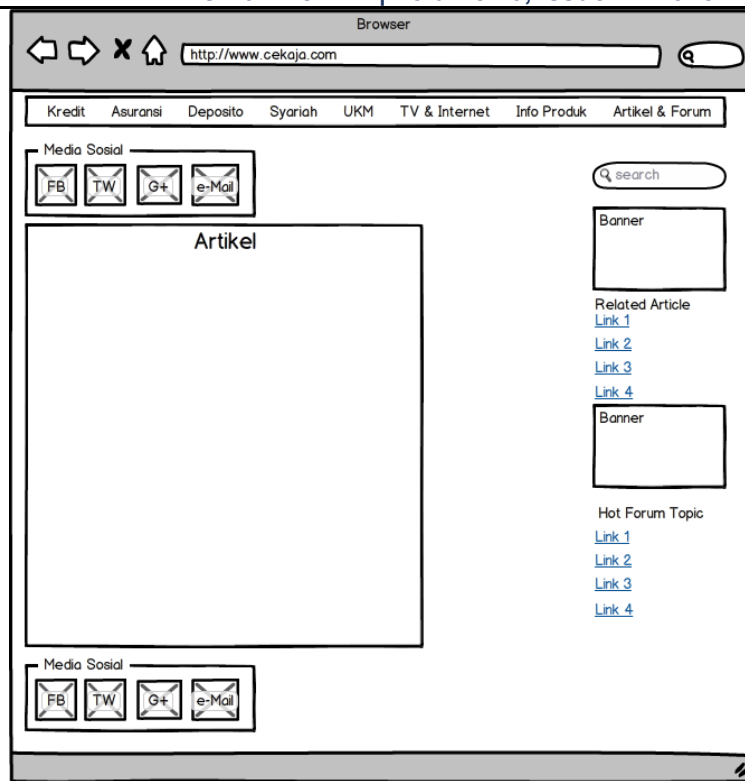 Browser
http://www.cekaja.com
Kredit Asuransi Deposito Syariah UKM TV & Internet Info Produk Artikel & Forum
Media Sosial
FB TW G+ e-Mail
search
Artikel
Banner
Related Article
Link 1
Link 2
Link 3
Link 4
Banner
Hot Forum Topic
Link 1
Link 2
Link 3
Link 4
Media Sosial
FB TW G+ e-Mail